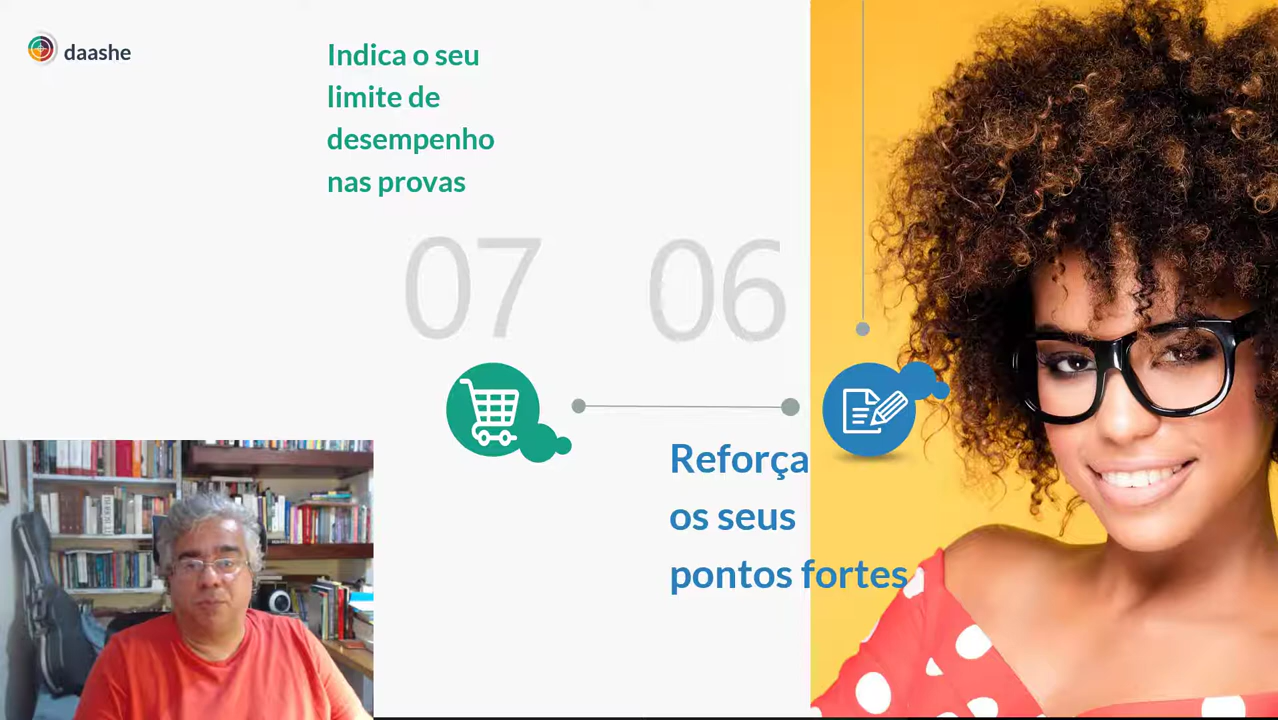 daashe
Indica o seu
limite de
desempenho
nas provas
07
06
Reforça
os seus
pontos fortes